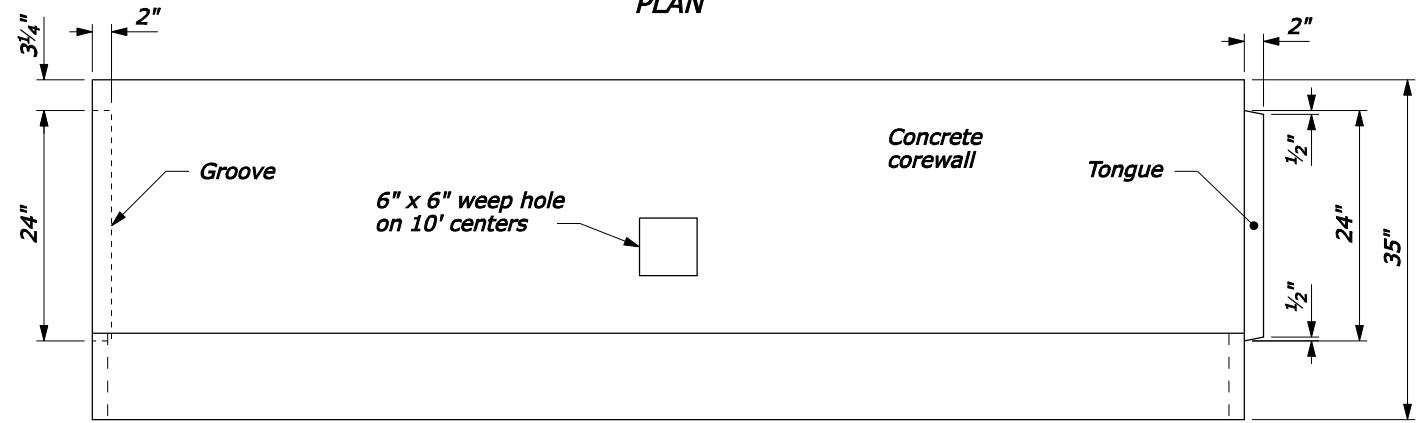 PLAN
3¼"
2"
2"
Concrete
corewall
Groove
Tongue
½"
6" x 6" weep hole
on 10' centers
24"
24"
35"
½"